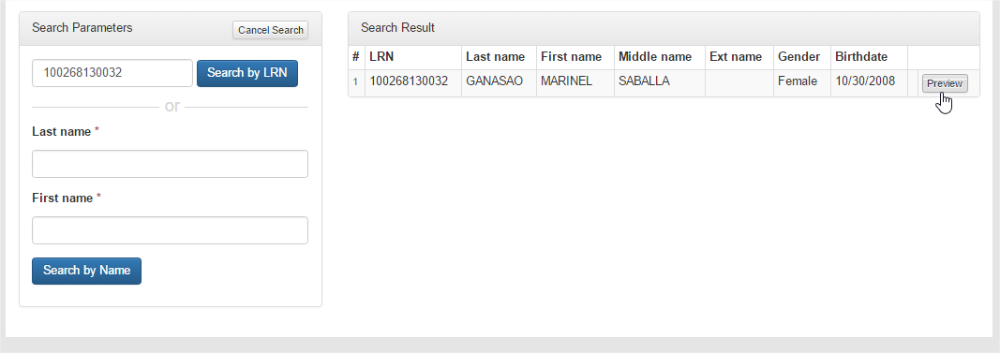 Search Parameters
Cancel Search
100268130032 Search by LRN
or
Last name *
First name *
Search by Name
Search Result
# LRN Last name First name Middle name Ext name Gender Birthdate
1 100268130032 GANASAO MARINEL SABALLA Female 10/30/2008 Preview